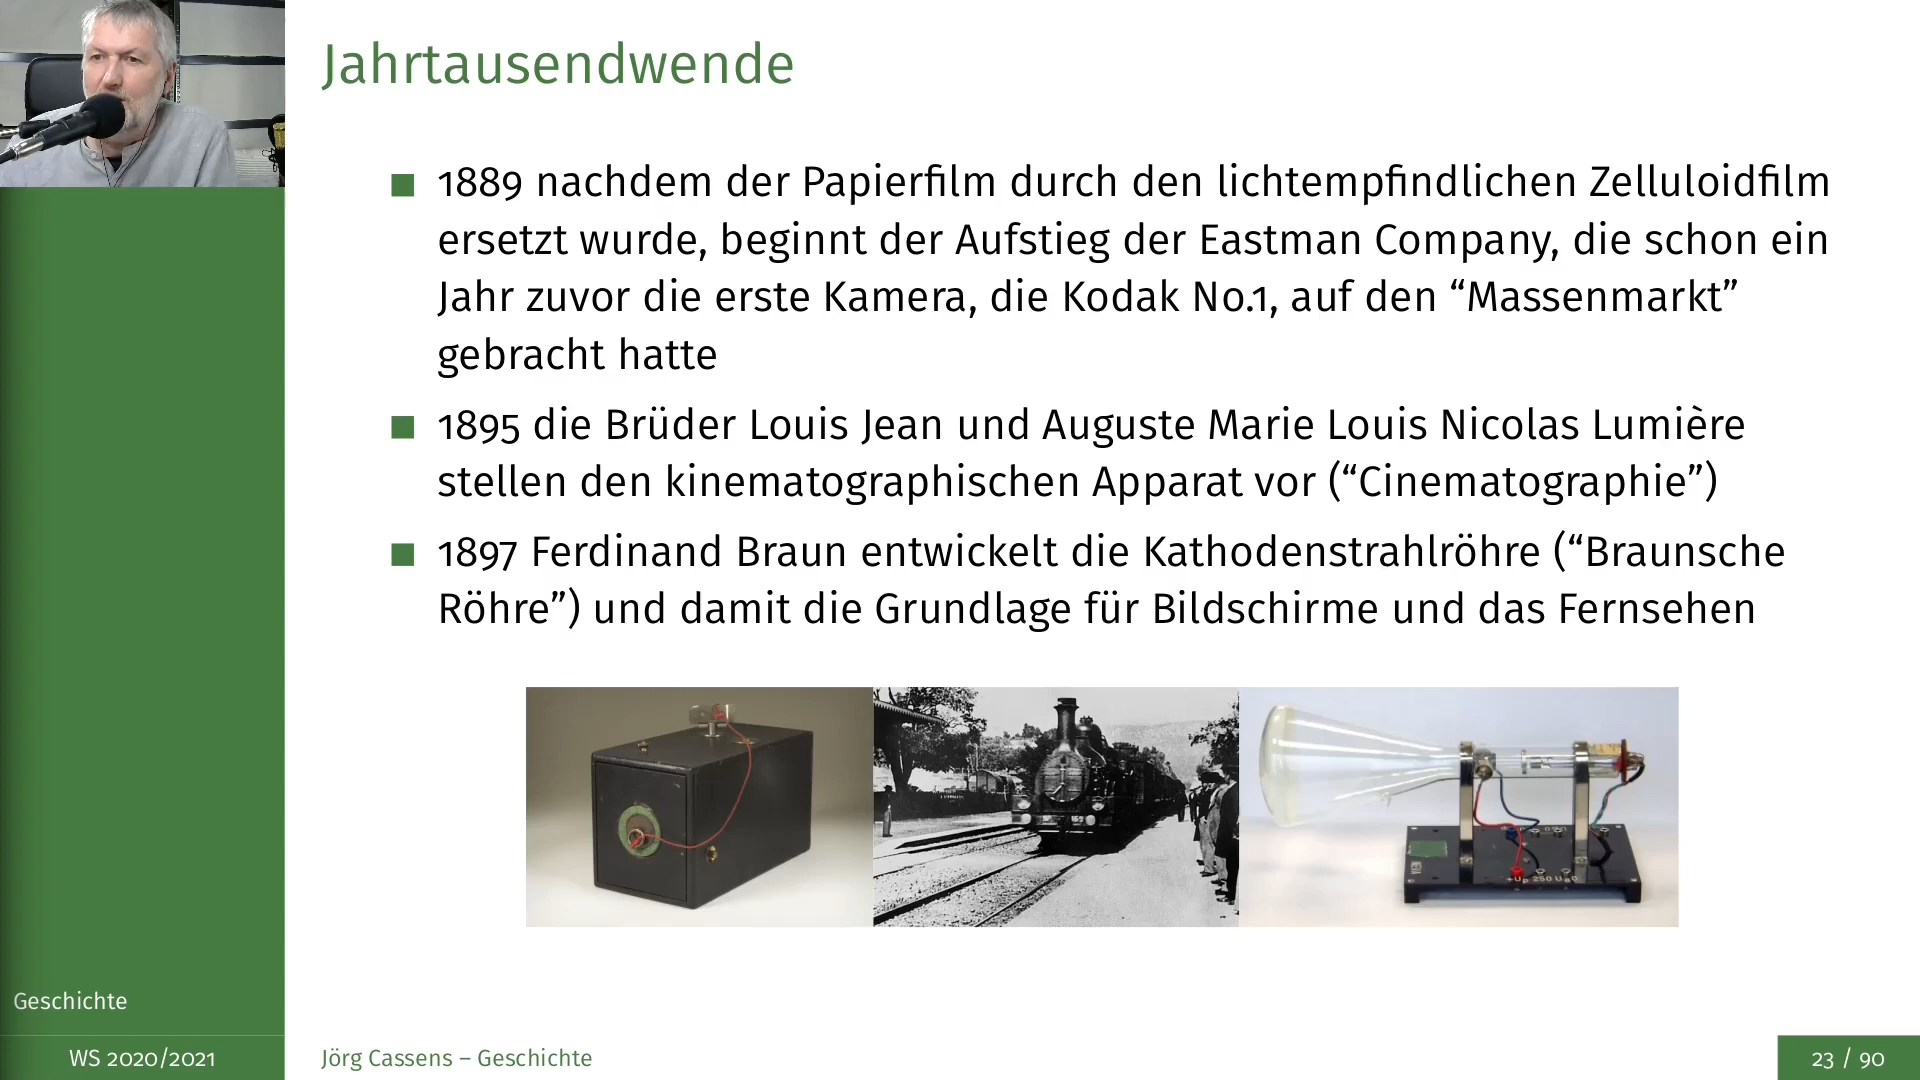 Jahrtausendwende
1889 nachdem der Papierfilm durch den lichtempfindlichen Zelluloidfilm
ersetzt wurde, beginnt der Aufstieg der Eastman Company, die schon ein
Jahr zuvor die erste Kamera, die Kodak No.1, auf den “Massenmarkt”
gebracht hatte
1895 die Brüder Louis Jean und Auguste Marie Louis Nicolas Lumière
stellen den kinematographischen Apparat vor (“Cinematographie”)
1897 Ferdinand Braun entwickelt die Kathodenstrahlröhre (“Braunsche
Röhre”) und damit die Grundlage für Bildschirme und das Fernsehen
Geschichte
WS 2020/2021
Jörg Cassens – Geschichte
23 / 90